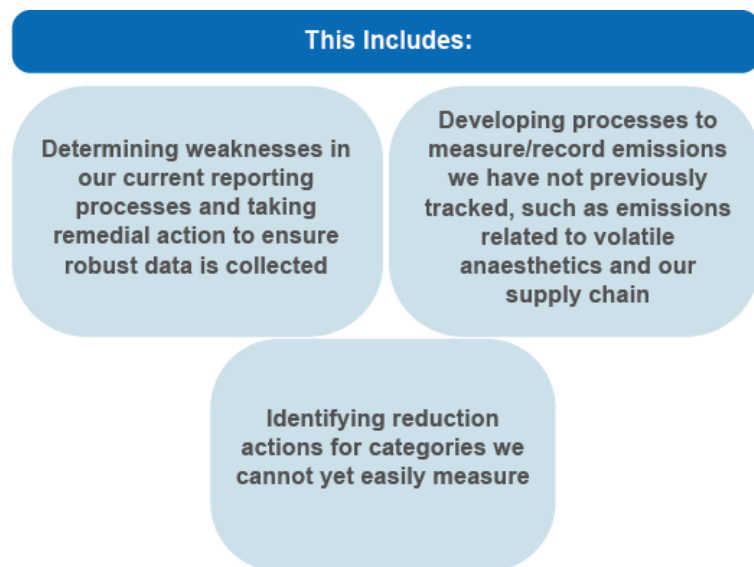 This Includes:
Determining weaknesses in
our current reporting
processes and taking
remedial action to ensure
robust data is collected
Developing processes to
measure/record emissions
we have not previously
tracked, such as emissions
related to volatile
anaesthetics and our
supply chain
Identifying reduction
actions for categories we
cannot yet easily measure